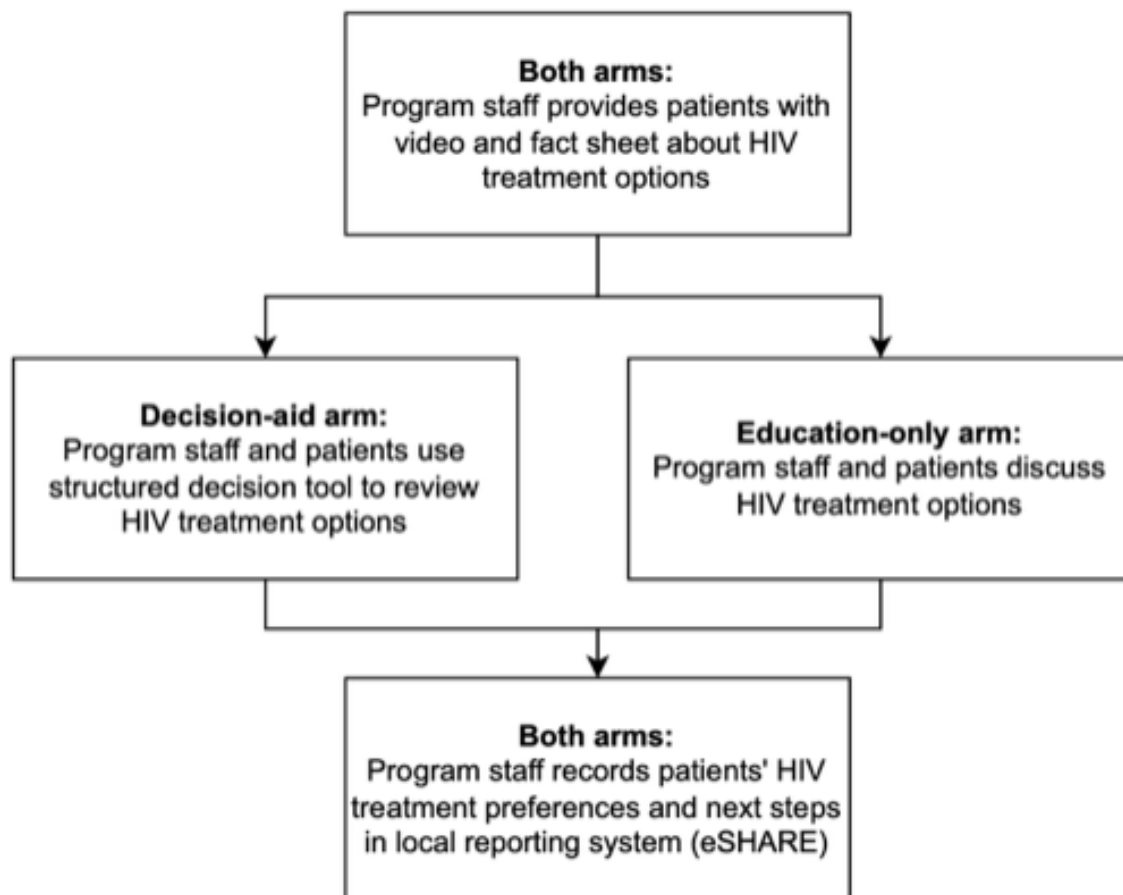 Both arms:
Program staff provides patients with
video and fact sheet about HIV
treatment options
Decision-aid arm:
Program staff and patients use
structured decision tool to review
HIV treatment options
Education-only arm:
Program staff and patients discuss
HIV treatment options
Both arms:
Program staff records patients' HIV
treatment preferences and next steps
in local reporting system (eSHARE)